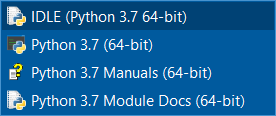 IDLE (Python 3.7 64-bit)
Python 3.7 (64-bit)
Python 3.7 Manuals (64-bit)
Python 3.7 Module Docs (64-bit)